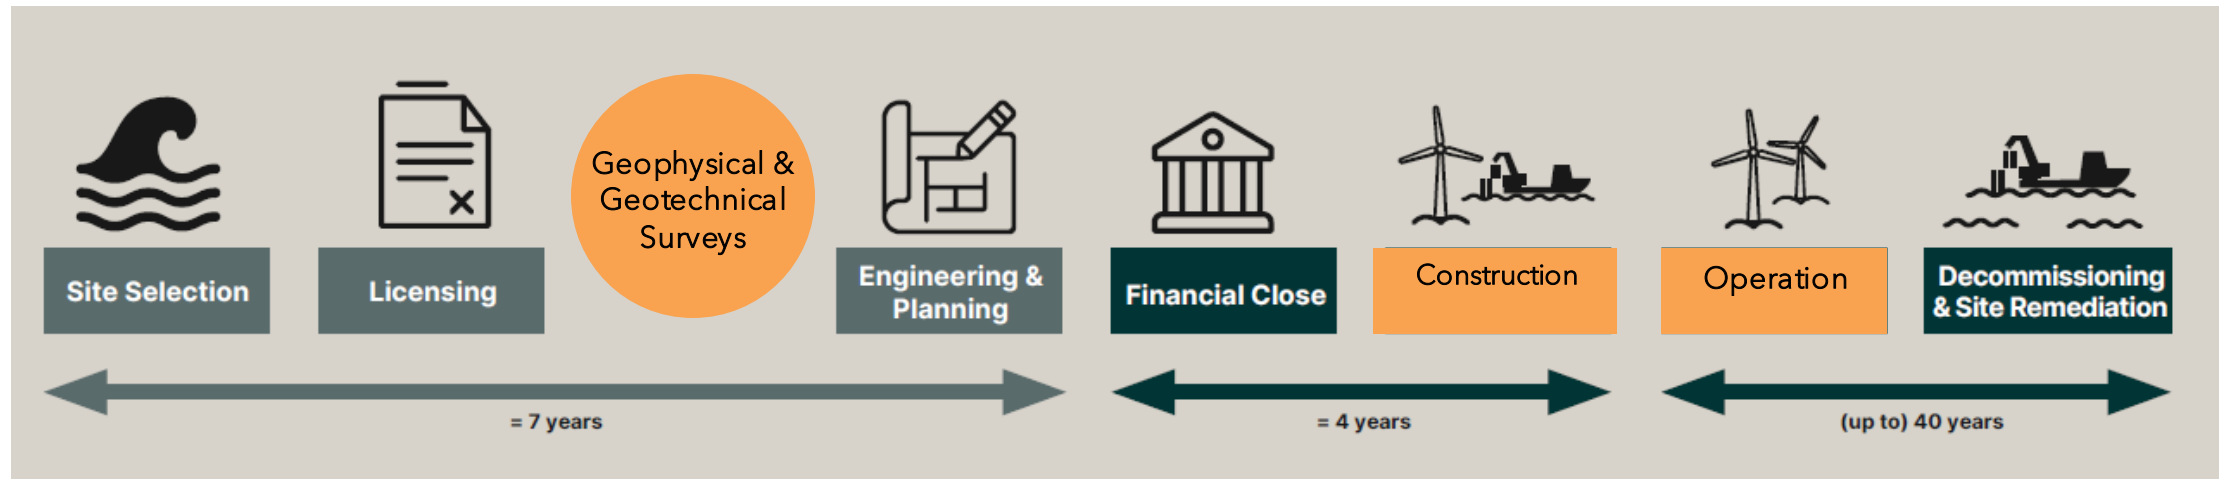 Site Selection
Licensing
Geophysical &
Geotechnical
Surveys
Engineering &
Planning
Financial Close
Construction
Operation
Decommissioning
& Site Remediation
= 7 years
= 4 years
(up to) 40 years